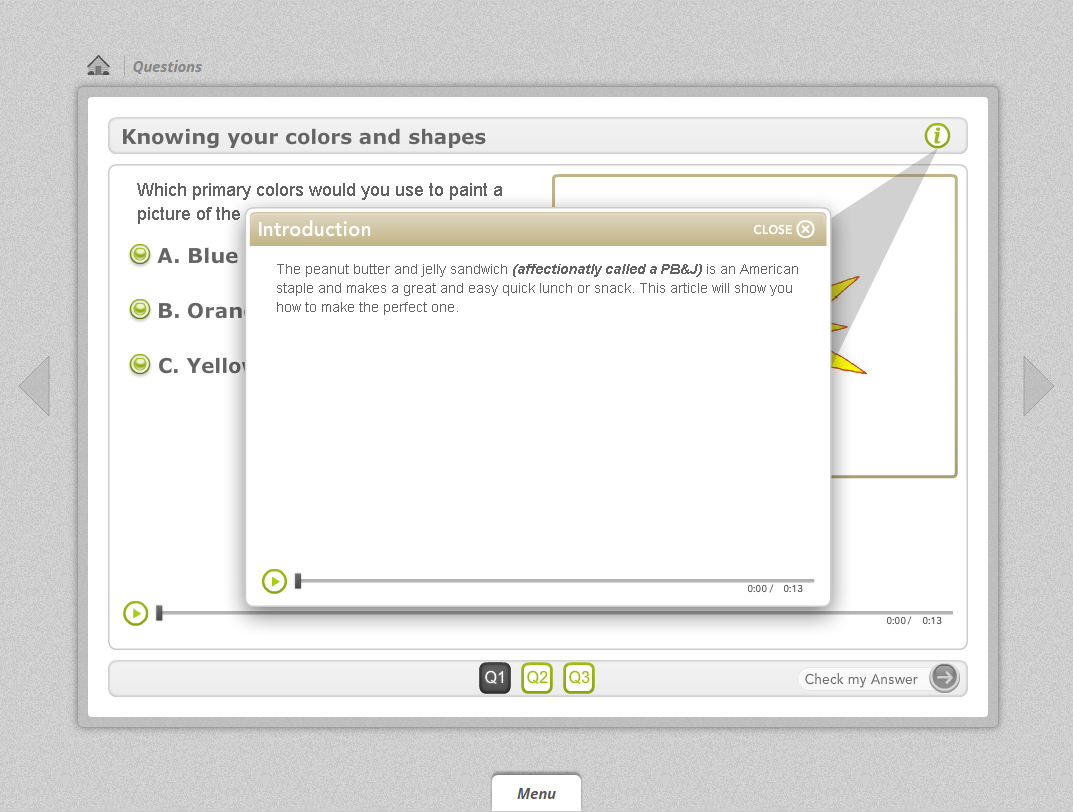 Questions
Knowing your colors and shapes
i
Which primary colors would you use to paint a
picture of the
A. Blue
B. Oran
C. Yello
Introduction
CLOSE
The peanut butter and jelly sandwich (affectionatly called a PB&J) is an American
staple and makes a great and easy quick lunch or snack. This article will show you
how to make the perfect one.
0:00 / 0:13
0:00 / 0:13
Q1 Q2 Q3
Check my Answer
Menu